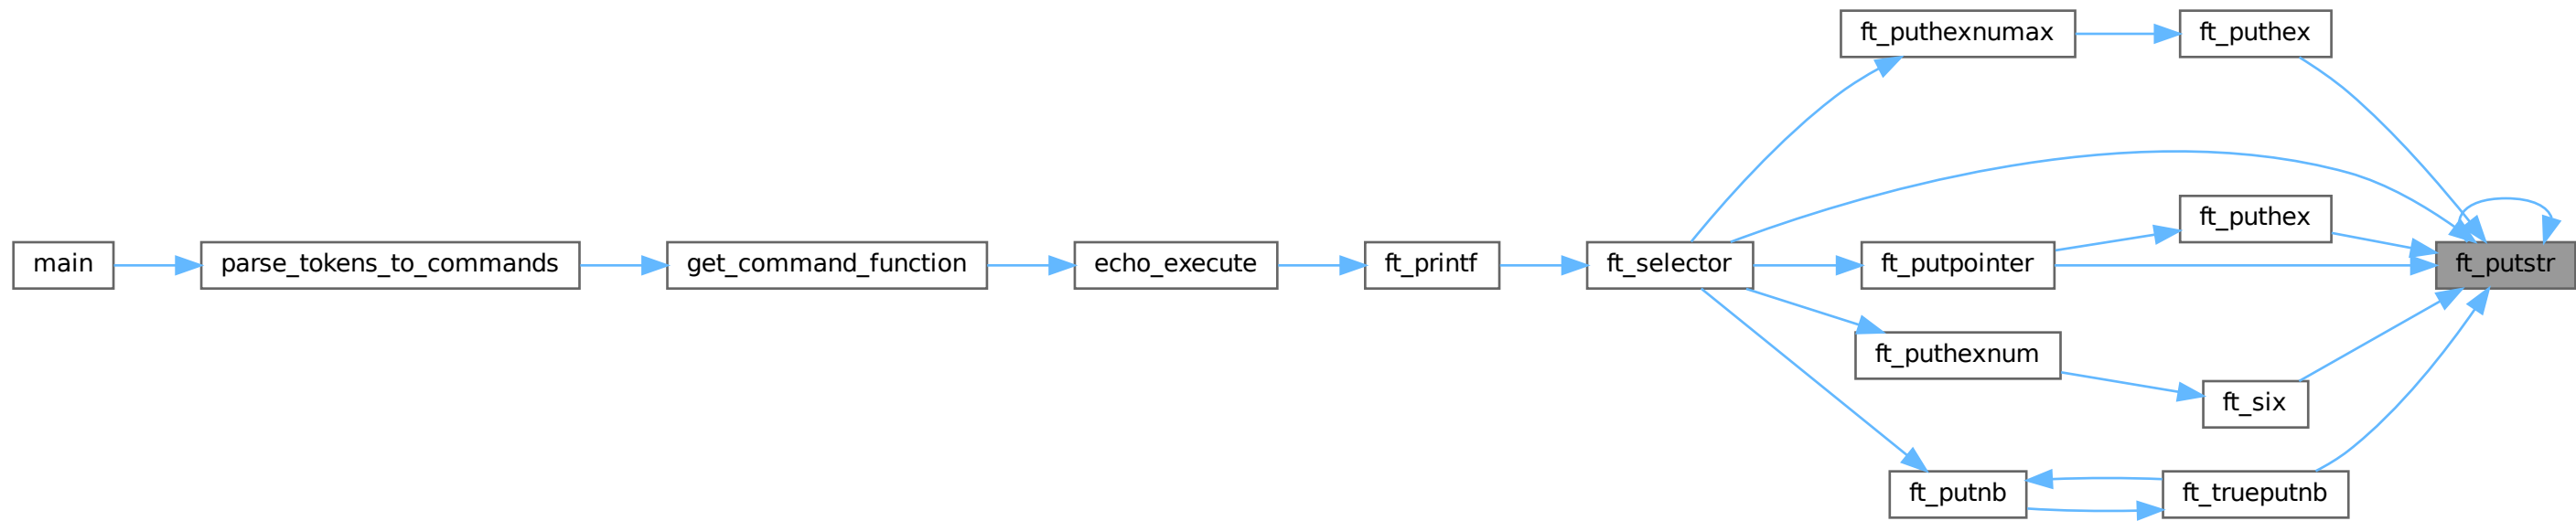 ft_puthexnumax
ft_puthex
ft_puthex
main
parse_tokens_to_commands
get_command_function
echo_execute
ft_printf
ft_selector
ft_putpointer
ft_putstr
ft_puthexnum
ft_six
ft_putnb
ft_trueputnb